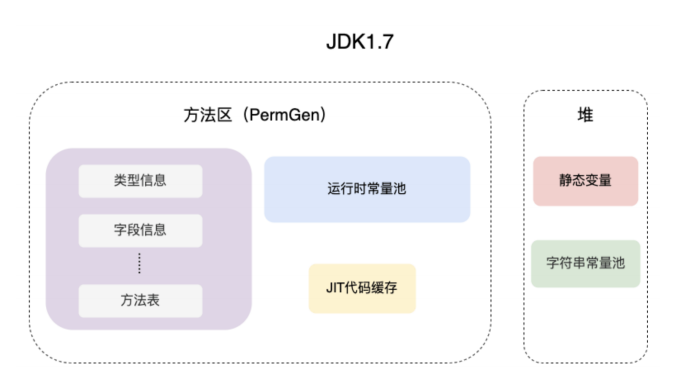 JDK1.7
方法区（PermGen）
类型信息
字段信息
方法表
运行时常量池
JIT代码缓存
堆
静态变量
字符串常量池